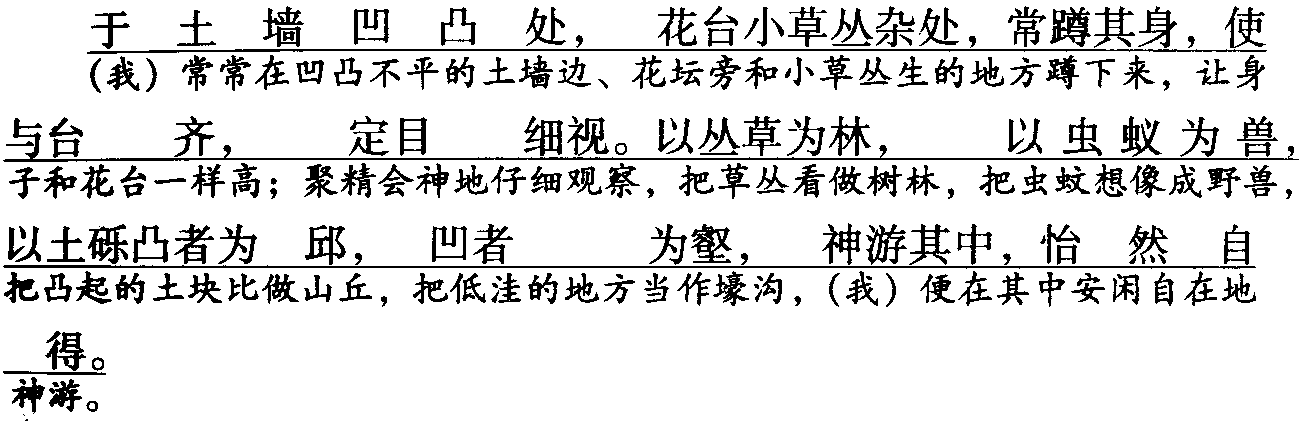 于土墙凹凸处，花台小草丛杂处，常蹲其身，使
(我)常常在凹凸不平的土墙边、花坛旁和小草丛生的地方蹲下来，让身
与台齐，定目细视。以丛草为林，以虫蚁为兽，
子和花台一样高；聚精会神地仔细观察，把草丛看做树林，把虫蚊想像成野兽，
以土砾凸者为邱，凹者为壑，神游其中，怡然自
把凸起的土块比做山丘，把低洼的地方当作壕沟，(我)便在其中安闲自在地
得。
神游。